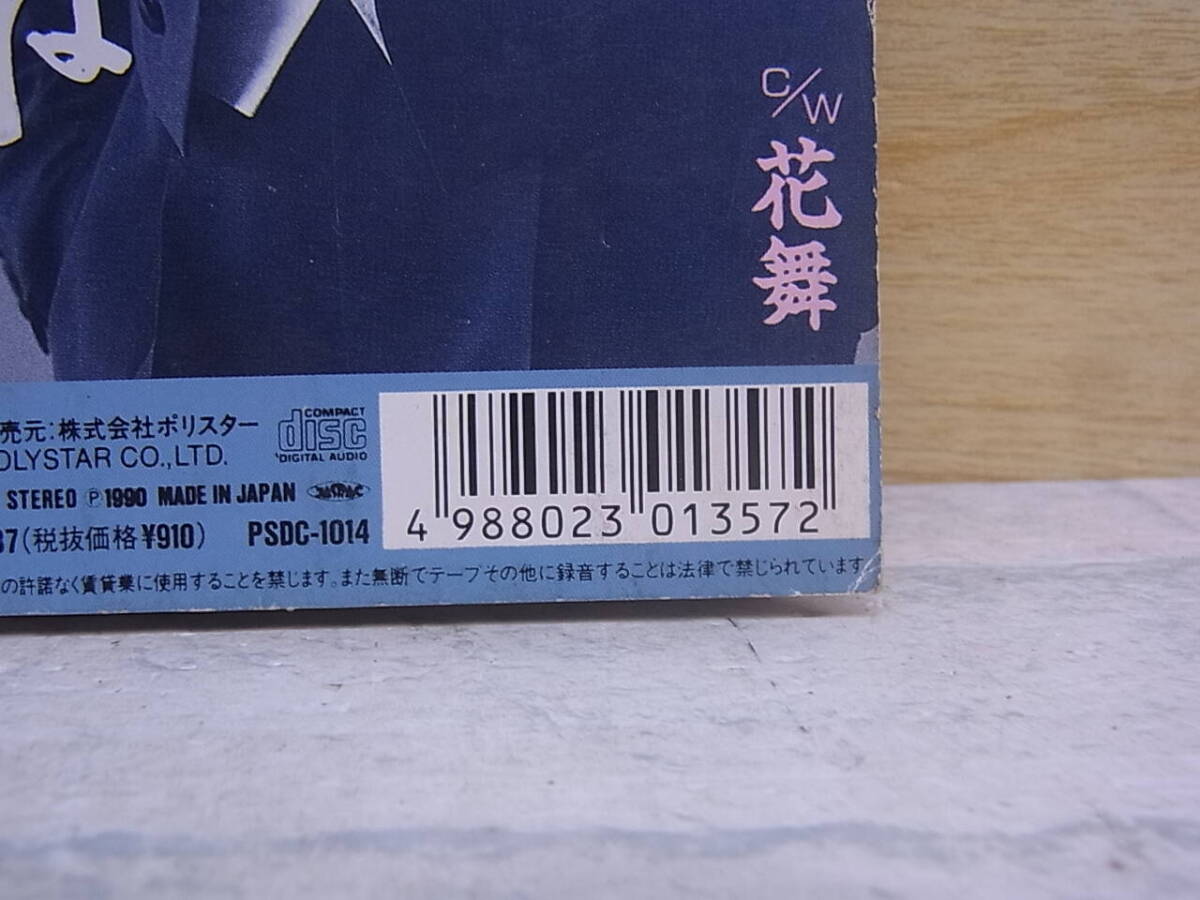 は
C/W
花舞
売元:株式会社ポリスター
OLYSTAR CO.,LTD.
COMPACT
disc
DIGITAL AUDIO
STEREO Ⓟ1990 MADE IN JAPAN JASRAC
37(税抜価格¥910) PSDC-1014
4 988023 013572
の許諾なく賃貸業に使用することを禁じます。また無断でテープその他に録音することは法律で禁じられています